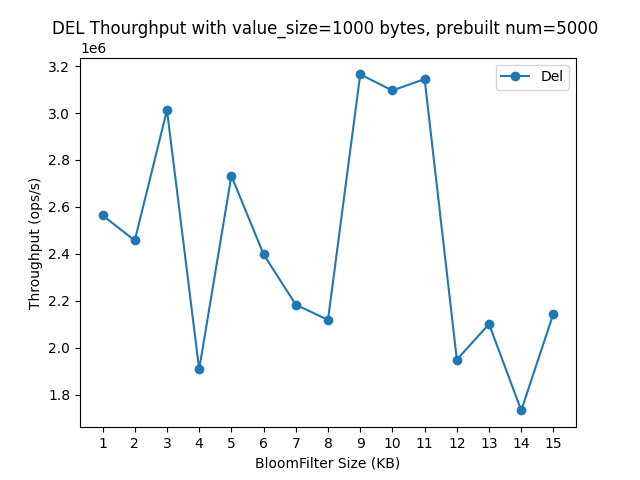 DEL Thourghput with value_size=1000 bytes, prebuilt num=5000
1e6
Del
3.2
3.0
2.8
2.6
2.4
2.2
2.0
1.8
Throughput (ops/s)
1 2 3 4 5 6 7 8 9 10 11 12 13 14 15
BloomFilter Size (KB)